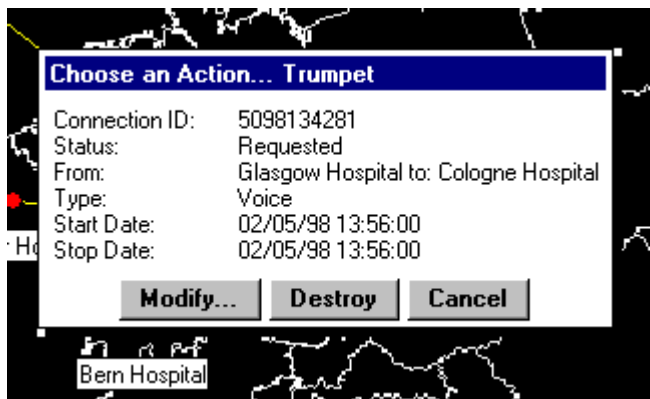 Choose an Action... Trumpet
Connection ID: 5098134281
Status: Requested
From: Glasgow Hospital to: Cologne Hospital
Type: Voice
Start Date: 02/05/98 13:56:00
Stop Date: 02/05/98 13:56:00
Modify... Destroy Cancel
Bern Hospital